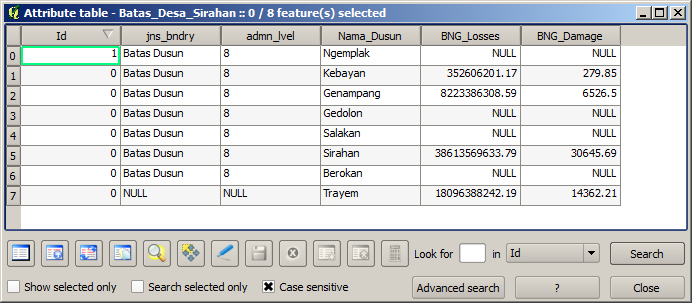 Attribute table - Batas_Desa_Sirahan :: 0 / 8 feature(s) selected
Id jns_bndry admn_lvel Nama_Dusun BNG_Losses BNG_Damage
0 1 Batas Dusun 8 Ngemplak NULL NULL
1 0 Batas Dusun 8 Kebayan 352606201.17 279.85
2 0 Batas Dusun 8 Genampang 8223386308.59 6526.5
3 0 Batas Dusun 8 Gedolon NULL NULL
4 0 Batas Dusun 8 Salakan NULL NULL
5 0 Batas Dusun 8 Sirahan 38613569633.79 30645.69
6 0 Batas Dusun 8 Berokan NULL NULL
7 0 NULL NULL Trayem 18096388242.19 14362.21
Look for in Id Search
Show selected only Search selected only Case sensitive Advanced search ? Close